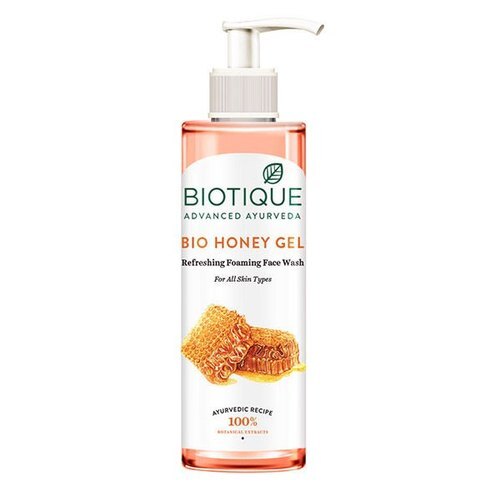 BIOTIQUE
ADVANCED AYURVEDA
BIO HONEY GEL
Refreshing Foaming Face Wash
For All Skin Types
AYURVEDIC RECIPE
100%
BOTANICAL EXTRACTS